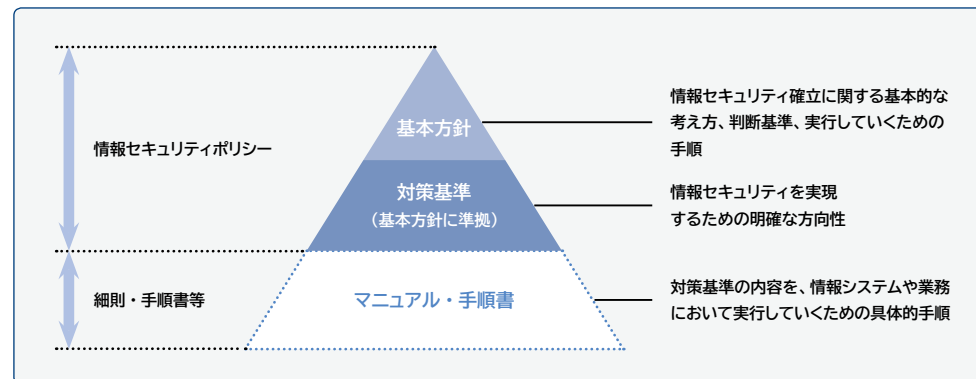 基本方針
情報セキュリティ確立に関する基本的な
考え方、判断基準、実行していくための
手順
情報セキュリティポリシー
対策基準
（基本方針に準拠）
情報セキュリティを実現
するための明確な方向性
細則・手順書等
マニュアル・手順書
対策基準の内容を、情報システムや業務
において実行していくための具体的手順